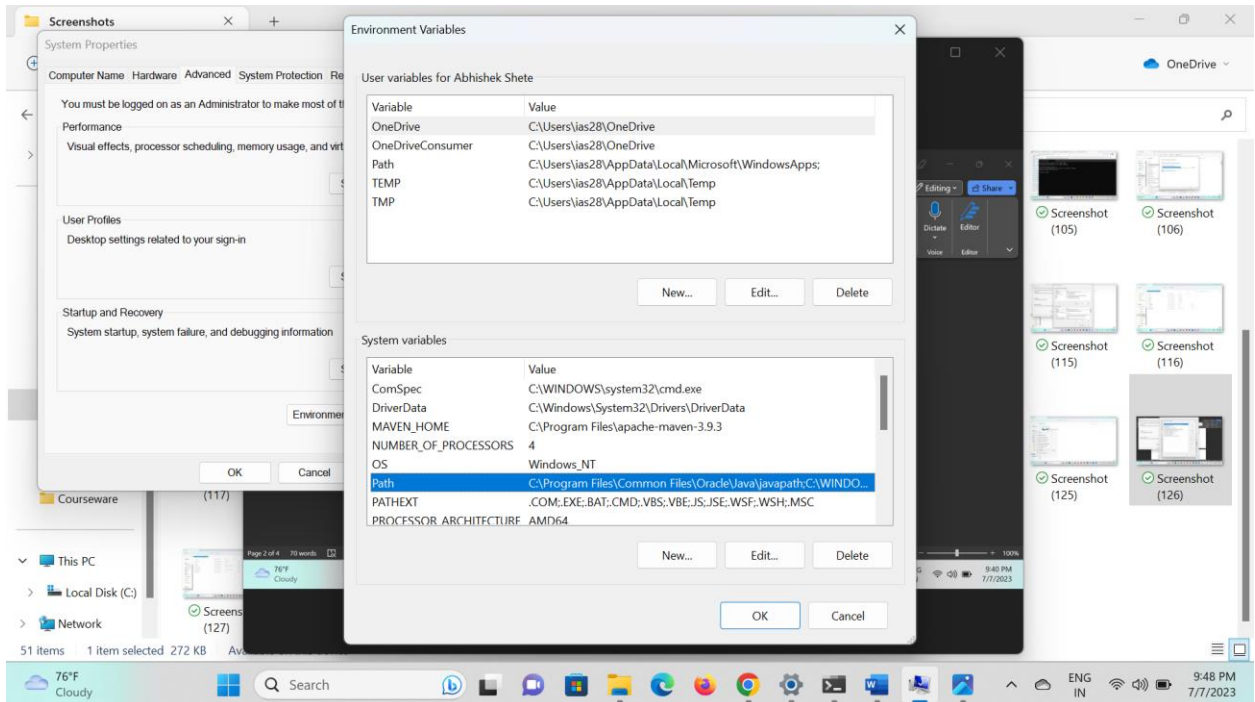 Screenshots
System Properties
Computer Name Hardware Advanced System Protection Re
You must be logged on as an Administrator to make most of t
Performance
Visual effects, processor scheduling, memory usage, and virt
User Profiles
Desktop settings related to your sign-in
Startup and Recovery
System startup, system failure, and debugging information
Environmer
OK Cancel
Environment Variables
User variables for Abhishek Shete
Variable Value
OneDrive C:\Users\ias28\OneDrive
OneDriveConsumer C:\Users\ias28\OneDrive
Path C:\Users\ias28\AppData\Local\Microsoft\WindowsApps;
TEMP C:\Users\ias28\AppData\Local\Temp
TMP C:\Users\ias28\AppData\Local\Temp
New... Edit... Delete
System variables
Variable Value
ComSpec C:\WINDOWS\system32\cmd.exe
DriverData C:\Windows\System32\Drivers\DriverData
MAVEN_HOME C:\Program Files\apache-maven-3.9.3
NUMBER_OF_PROCESSORS 4
OS Windows_NT
Path C:\Program Files\Common Files\Oracle\Java\javapath;C:\WINDO...
PATHEXT .COM;.EXE;.BAT;.CMD;.VBS;.VBE;.JS;.JSE;.WSF;.WSH;.MSC
PROCESSOR_ARCHITECTURE AMD64
New... Edit... Delete
OK Cancel
OneDrive
Editing Share
Dictate Editor
Voice Editor
Screenshot (105)
Screenshot (106)
Screenshot (115)
Screenshot (116)
Screenshot (125)
Screenshot (126)
Courseware
(117)
This PC
Local Disk (C:)
Network
Screens
(127)
Page 2 of 4 70 words
76°F
Cloudy
100%
9:40 PM
7/7/2023
51 items 1 item selected 272 KB
76°F
Cloudy
Search
ENG
IN
9:48 PM
7/7/2023